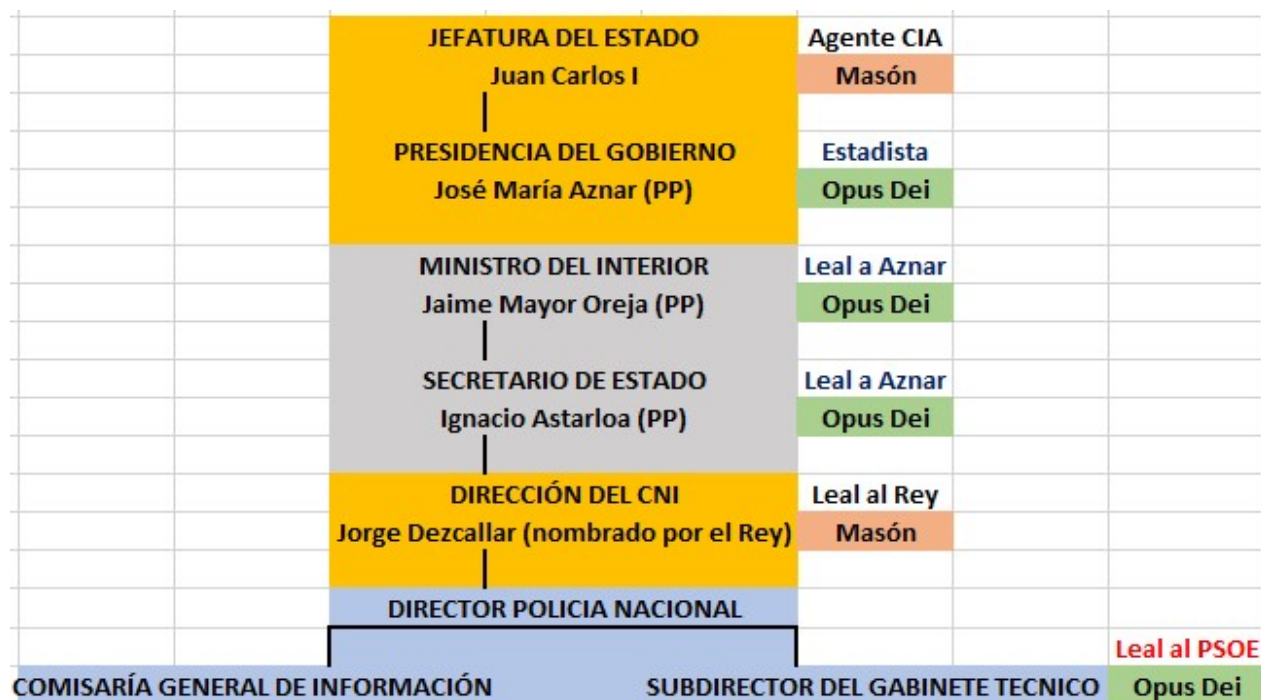 JEFATURA DEL ESTADO Agente CIA
Juan Carlos I Masón
PRESIDENCIA DEL GOBIERNO Estadista
José María Aznar (PP) Opus Dei
MINISTRO DEL INTERIOR Leal a Aznar
Jaime Mayor Oreja (PP) Opus Dei
SECRETARIO DE ESTADO Leal a Aznar
Ignacio Astarloa (PP) Opus Dei
DIRECCIÓN DEL CNI Leal al Rey
Jorge Dezcallar (nombrado por el Rey) Masón
DIRECTOR POLICIA NACIONAL
Leal al PSOE
COMISARÍA GENERAL DE INFORMACIÓN SUBDIRECTOR DEL GABINETE TECNICO Opus Dei